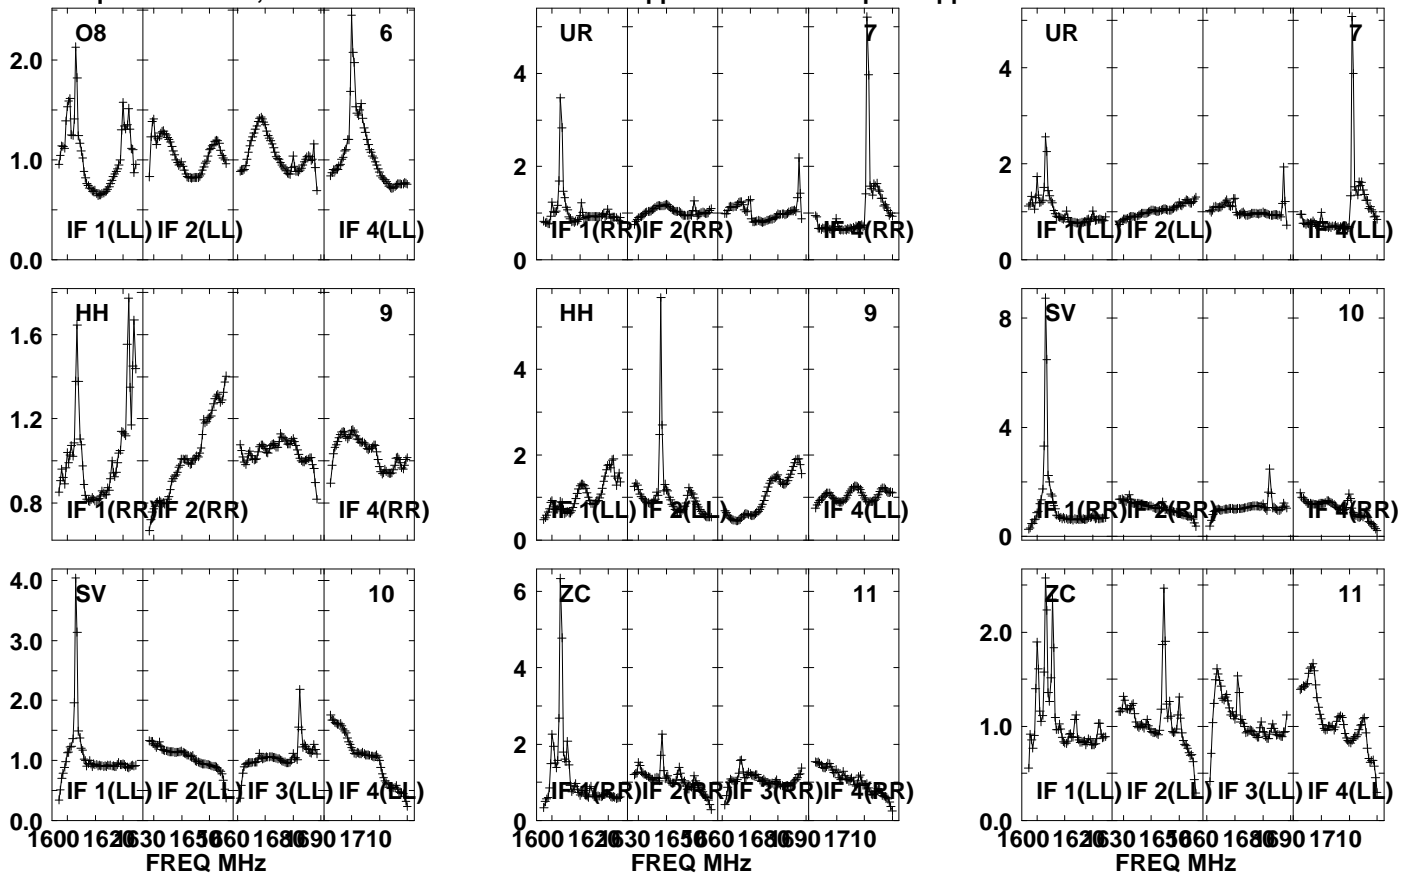 O8 6
2.0
1.0
0.0
IF 1(LL) IF 2(LL) IF 4(LL)
UR 7
4
2
0
IF 1(RR) IF 2(RR) IF 4(RR)
UR 7
4
2
0
IF 1(LL) IF 2(LL) IF 4(LL)
HH 9
1.6
1.2
0.8
IF 1(RR) IF 2(RR) IF 4(RR)
HH 9
4
2
0
IF 1(LL) IF 2(LL) IF 4(LL)
SV 10
8
4
0
IF 1(RR) IF 2(RR) IF 4(RR)
SV 10
4.0
3.0
2.0
1.0
0.0
IF 1(LL) IF 2(LL) IF 3(LL) IF 4(LL)
1600 1620 1630 1650 1660 1680 1690 1710
FREQ MHz
ZC 11
6
4
2
0
IF 1(RR) IF 2(RR) IF 3(RR) IF 4(RR)
1600 1620 1630 1650 1660 1680 1690 1710
FREQ MHz
ZC 11
2.0
1.0
0.0
IF 1(LL) IF 2(LL) IF 3(LL) IF 4(LL)
1600 1620 1630 1650 1660 1680 1690 1710
FREQ MHz